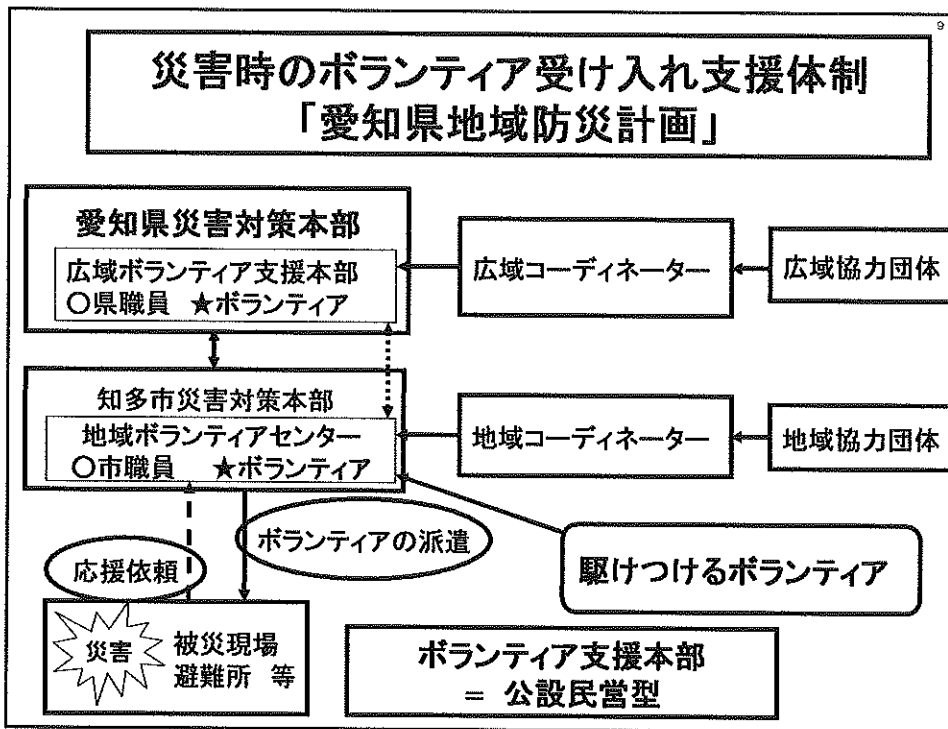 9
災害時のボランティア受け入れ支援体制
「愛知県地域防災計画」
愛知県災害対策本部
広域ボランティア支援本部
○県職員 ★ボランティア
広域コーディネーター
広域協力団体
知多市災害対策本部
地域ボランティアセンター
○市職員 ★ボランティア
地域コーディネーター
地域協力団体
応援依頼
ボランティアの派遣
駆けつけるボランティア
災害
被災現場
避難所 等
ボランティア支援本部
= 公設民営型